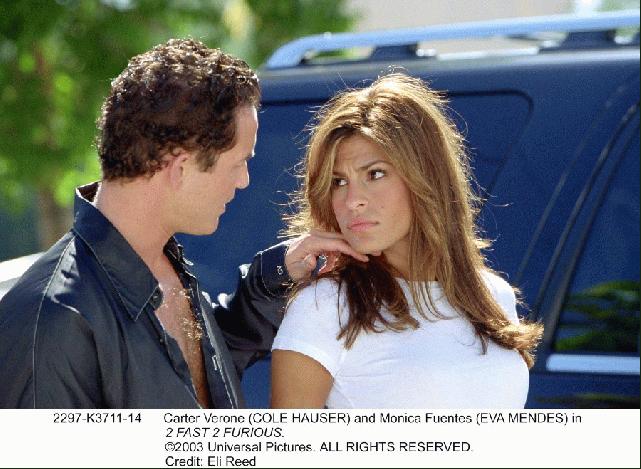 2297-K3711-14 Carter Verone (COLE HAUSER) and Monica Fuentes (EVA MENDES) in
2 FAST 2 FURIOUS.
©2003 Universal Pictures. ALL RIGHTS RESERVED.
Credit: Eli Reed